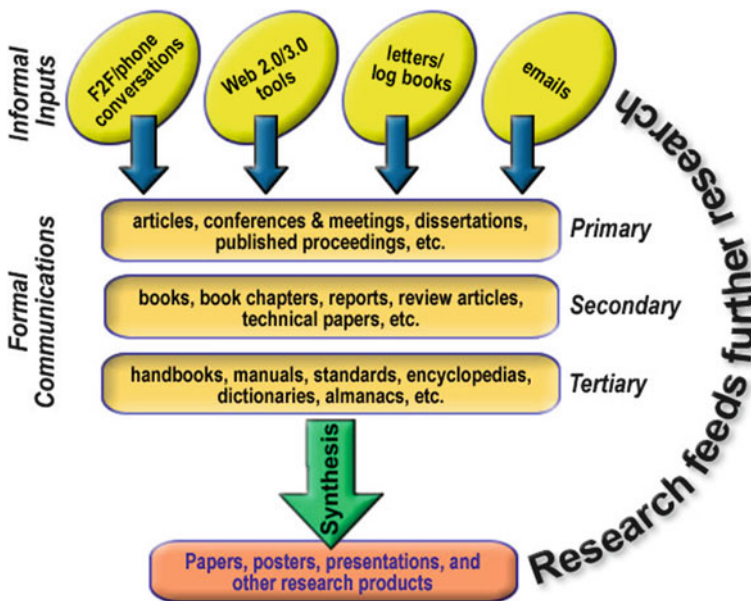 Informal
Inputs
F2F/phone
conversations
Web 2.0/3.0
tools
letters/
log books
emails
Formal
Communications
articles, conferences & meetings, dissertations,
published proceedings, etc.
Primary
books, book chapters, reports, review articles,
technical papers, etc.
Secondary
handbooks, manuals, standards, encyclopedias,
dictionaries, almanacs, etc.
Tertiary
Synthesis
Papers, posters, presentations, and
other research products
Research feeds further research